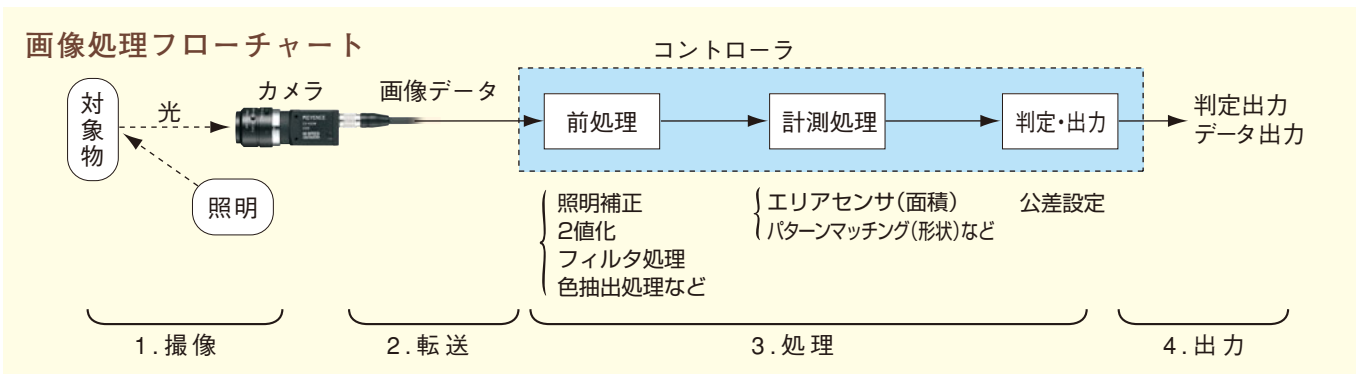 画像処理フローチャート
コントローラ
対象物
光
カメラ
画像データ
前処理
計測処理
判定・出力
判定出力
データ出力
照明
照明補正
2値化
フィルタ処理
色抽出処理など
エリアセンサ(面積)
パターンマッチング(形状)など
公差設定
1.撮像
2.転送
3.処理
4.出力